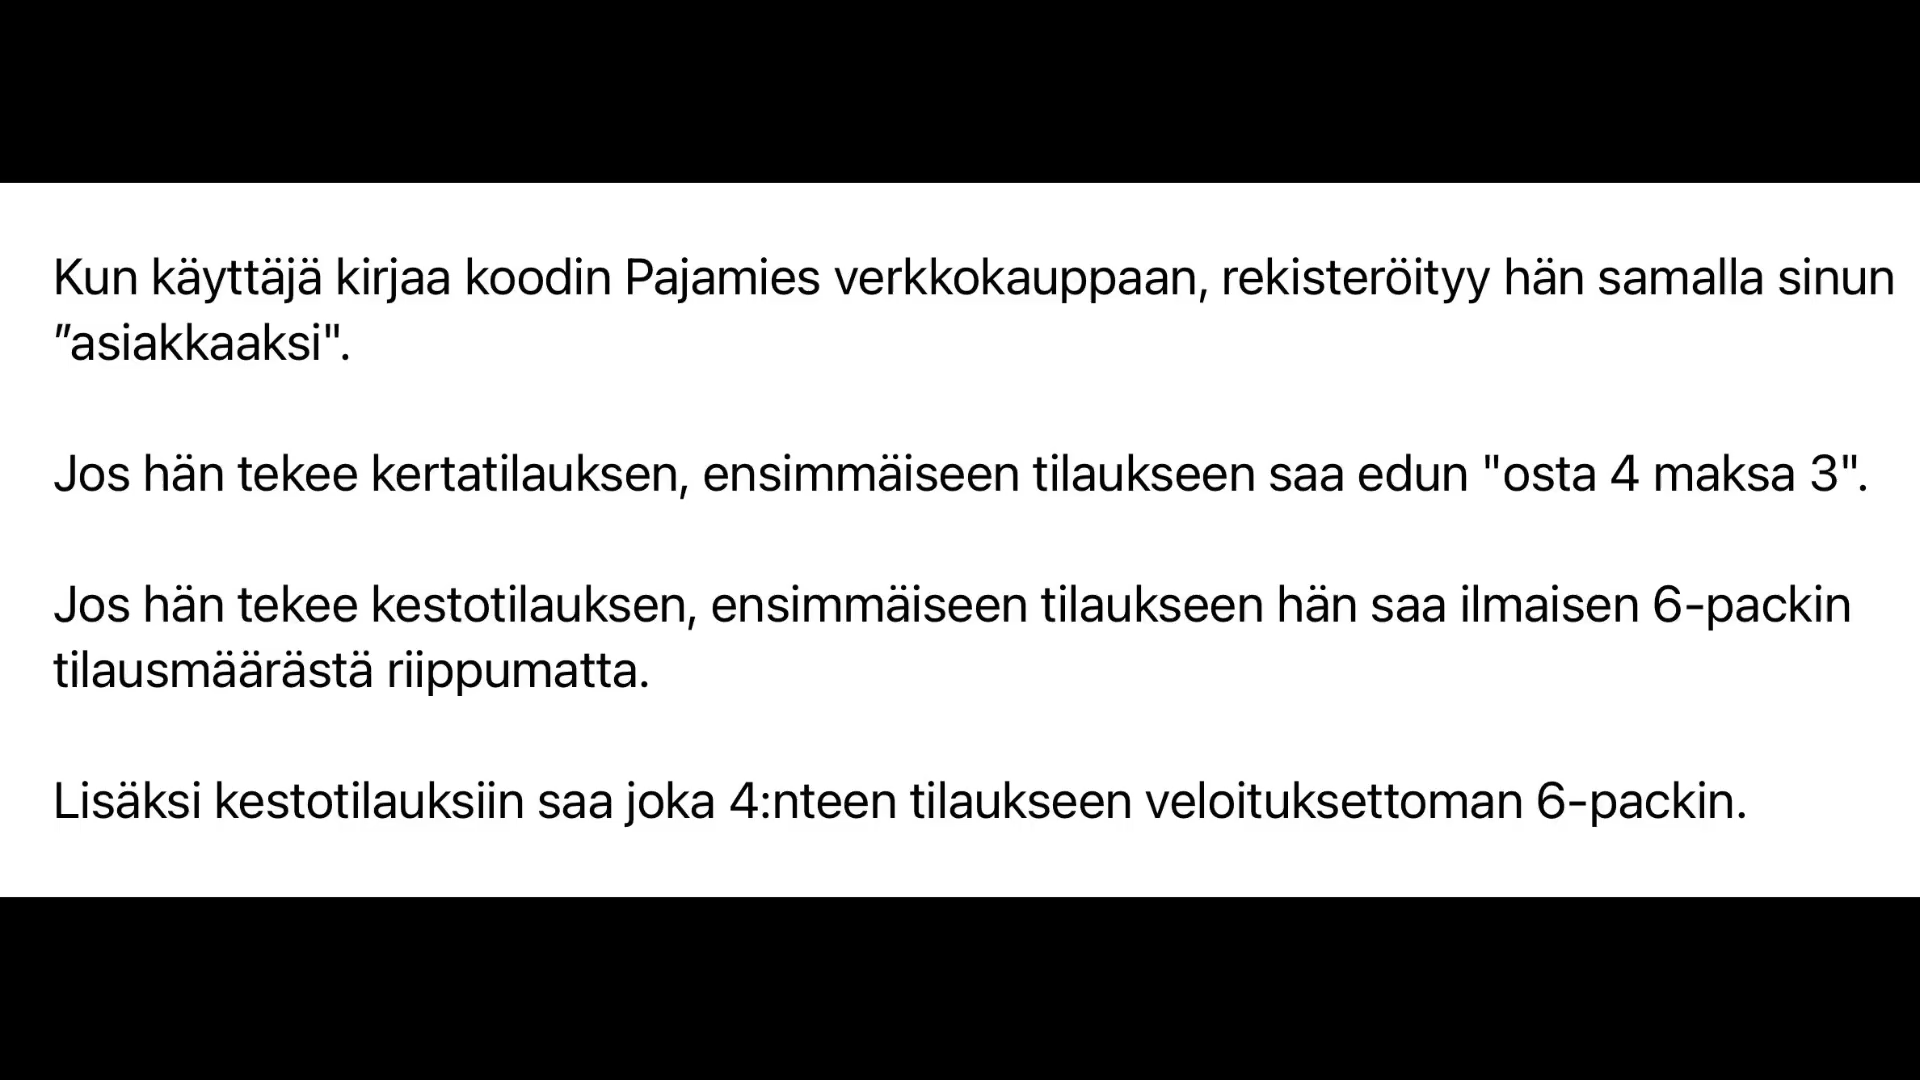 Kun käyttäjä kirjaa koodin Pajamies verkkokauppaan, rekisteröityy hän samalla sinun
”asiakkaaksi".
Jos hän tekee kertatilauksen, ensimmäiseen tilaukseen saa edun "osta 4 maksa 3".
Jos hän tekee kestotilauksen, ensimmäiseen tilaukseen hän saa ilmaisen 6-packin
tilausmäärästä riippumatta.
Lisäksi kestotilauksiin saa joka 4:nteen tilaukseen veloituksettoman 6-packin.